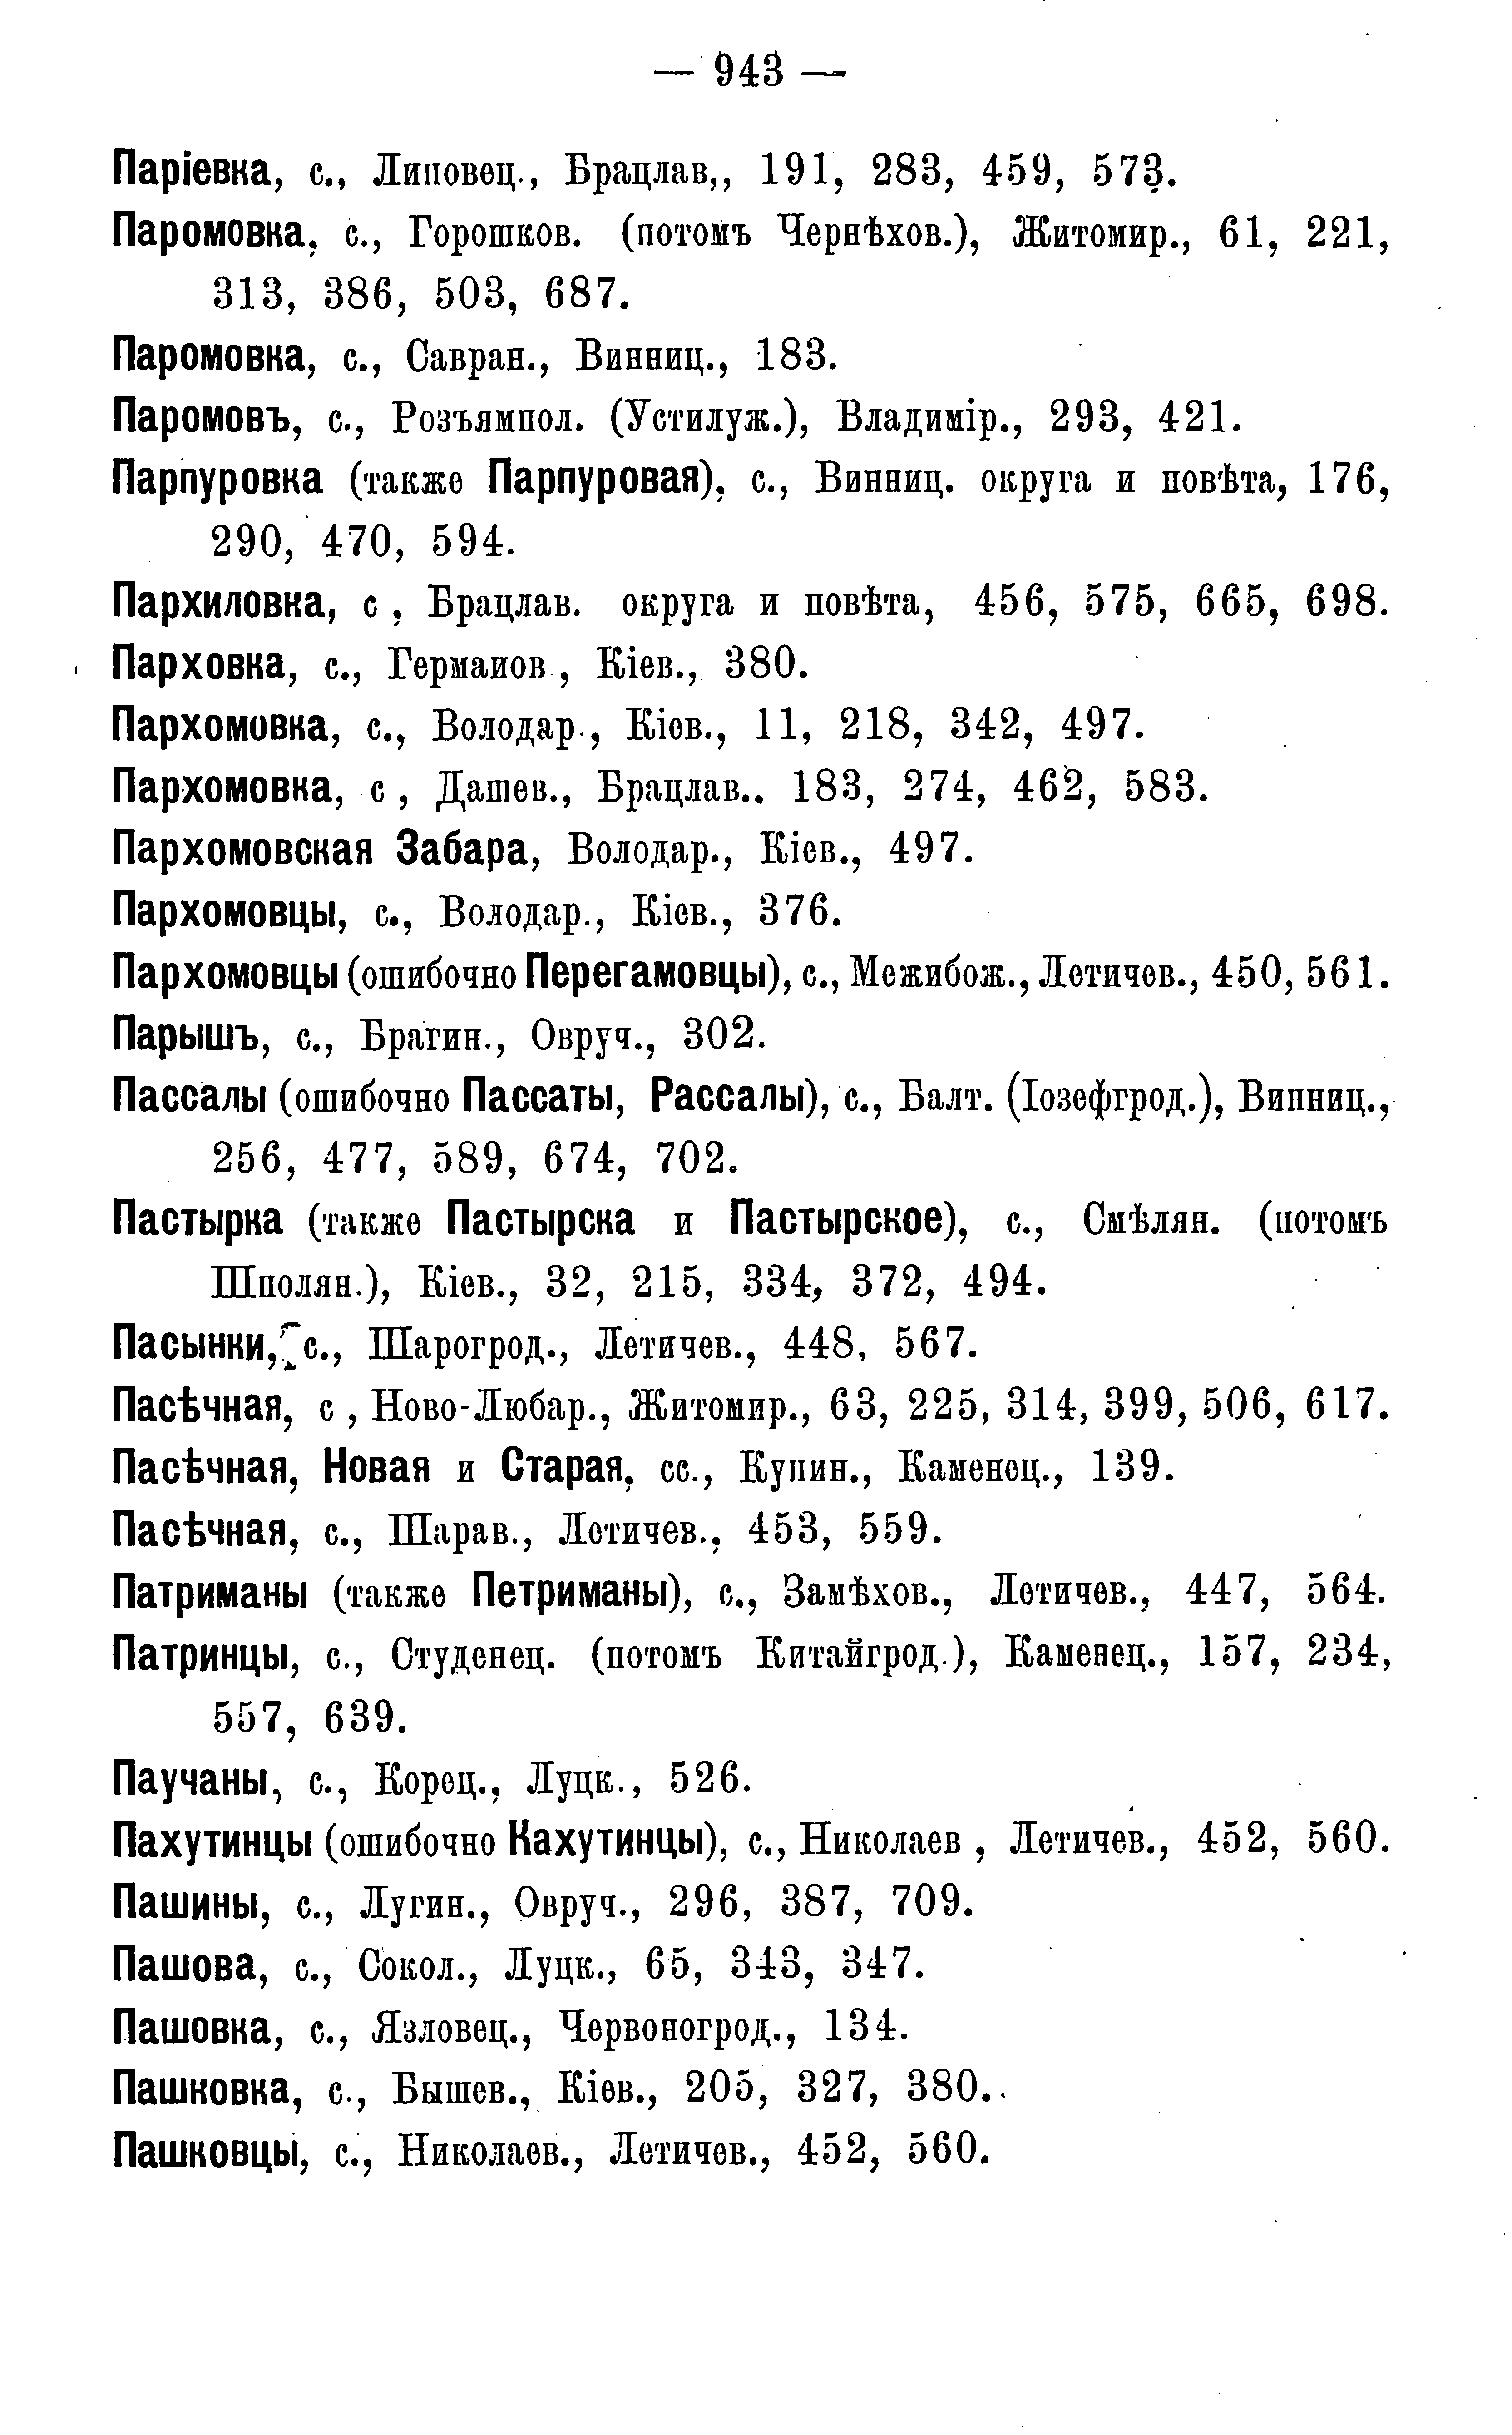 — 943 —
Паріевка, с., Липовец., Брацлав,, 191, 283, 459, 573.
Паромовка, с., Горошков. (потомъ Чернѣхов.), Житомир., 61, 221,
313, 386, 503, 687.
Паромовка, с., Савран., Винниц., 183.
Паромовъ, с., Розъямпол. (Устилуж.), Владимір., 293, 421.
Парпуровка (также Парпуровая), с., Винниц. округа и повѣта, 176,
290, 470, 594.
Пархиловка, с , Брацлав. округа и повѣта, 456, 575, 665, 698.
Парховка, с., Германов , Кіев., 380.
Пархомовка, с., Володар., Кіев., 11, 218, 342, 497.
Пархомовка, с , Дашев., Брацлав., 183, 274, 462, 583.
Пархомовская Забара, Володар., Кіев., 497.
Пархомовцы, с., Володар., Кіев., 376.
Пархомовцы (ошибочно Перегамовцы), с., Межибож., Летичев., 450, 561.
Парышъ, с., Брагин., Овруч., 302.
Пассалы (ошибочно Пассаты, Рассалы), с., Балт. (Іозефгрод.), Винниц.,
256, 477, 589, 674, 702.
Пастырка (также Пастырска и Пастырское), с., Смѣлян. (потомъ
Шполян.), Кіев., 32, 215, 334, 372, 494.
Пасынки, с., Шарогрод., Летичев., 448, 567.
Пасѣчная, с , Ново-Любар., Житомир., 63, 225, 314, 399, 506, 617.
Пасѣчная, Новая и Старая, сс., Купин., Каменец., 139.
Пасѣчная, с., Шарав., Летичев., 453, 559.
Патриманы (также Петриманы), с., Замѣхов., Летичев., 447, 564.
Патринцы, с., Студенец. (потомъ Китайгрод.), Каменец., 157, 234,
557, 639.
Паучаны, с., Корец., Луцк., 526.
Пахутинцы (ошибочно Кахутинцы), с., Николаев , Летичев., 452, 560.
Пашины, с., Лугин., Овруч., 296, 387, 709.
Пашова, с., Сокол., Луцк., 65, 343, 347.
Пашовка, с., Язловец., Червоногрод., 134.
Пашковка, с., Бышев., Кіев., 205, 327, 380.
Пашковцы, с., Николаев., Летичев., 452, 560.